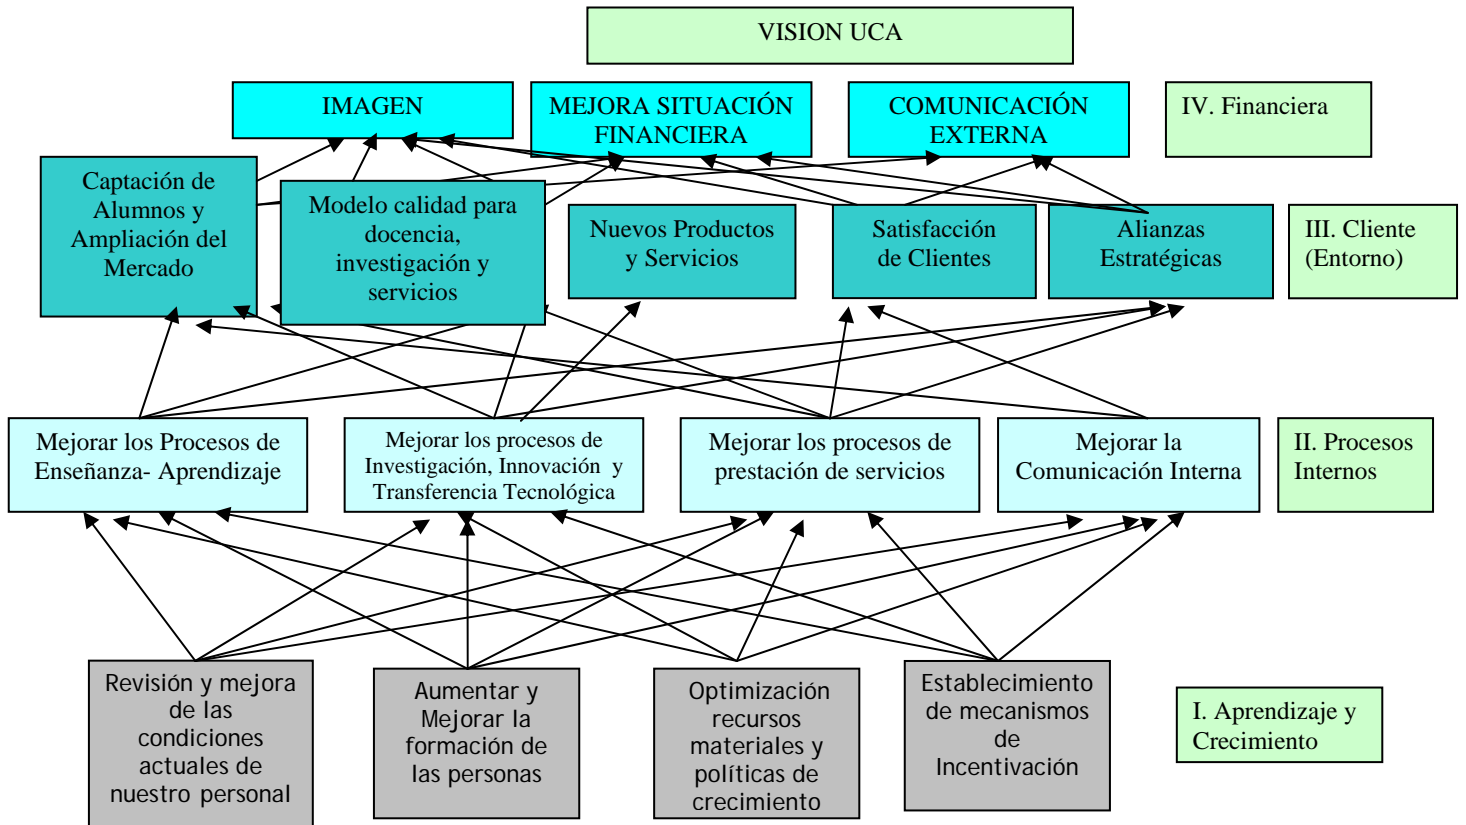 VISION UCA
IMAGEN
MEJORA SITUACIÓN
FINANCIERA
COMUNICACIÓN
EXTERNA
IV. Financiera
Captación de
Alumnos y
Ampliación del
Mercado
Modelo calidad para
docencia,
investigación y
servicios
Nuevos Productos
y Servicios
Satisfacción
de Clientes
Alianzas
Estratégicas
III. Cliente
(Entorno)
Mejorar los Procesos de
Enseñanza- Aprendizaje
Mejorar los procesos de
Investigación, Innovación y
Transferencia Tecnológica
Mejorar los procesos de
prestación de servicios
Mejorar la
Comunicación Interna
II. Procesos
Internos
Revisión y mejora
de las
condiciones
actuales de
nuestro personal
Aumentar y
Mejorar la
formación de
las personas
Optimización
recursos
materiales y
políticas de
crecimiento
Establecimiento
de mecanismos
de
Incentivación
I. Aprendizaje y
Crecimiento